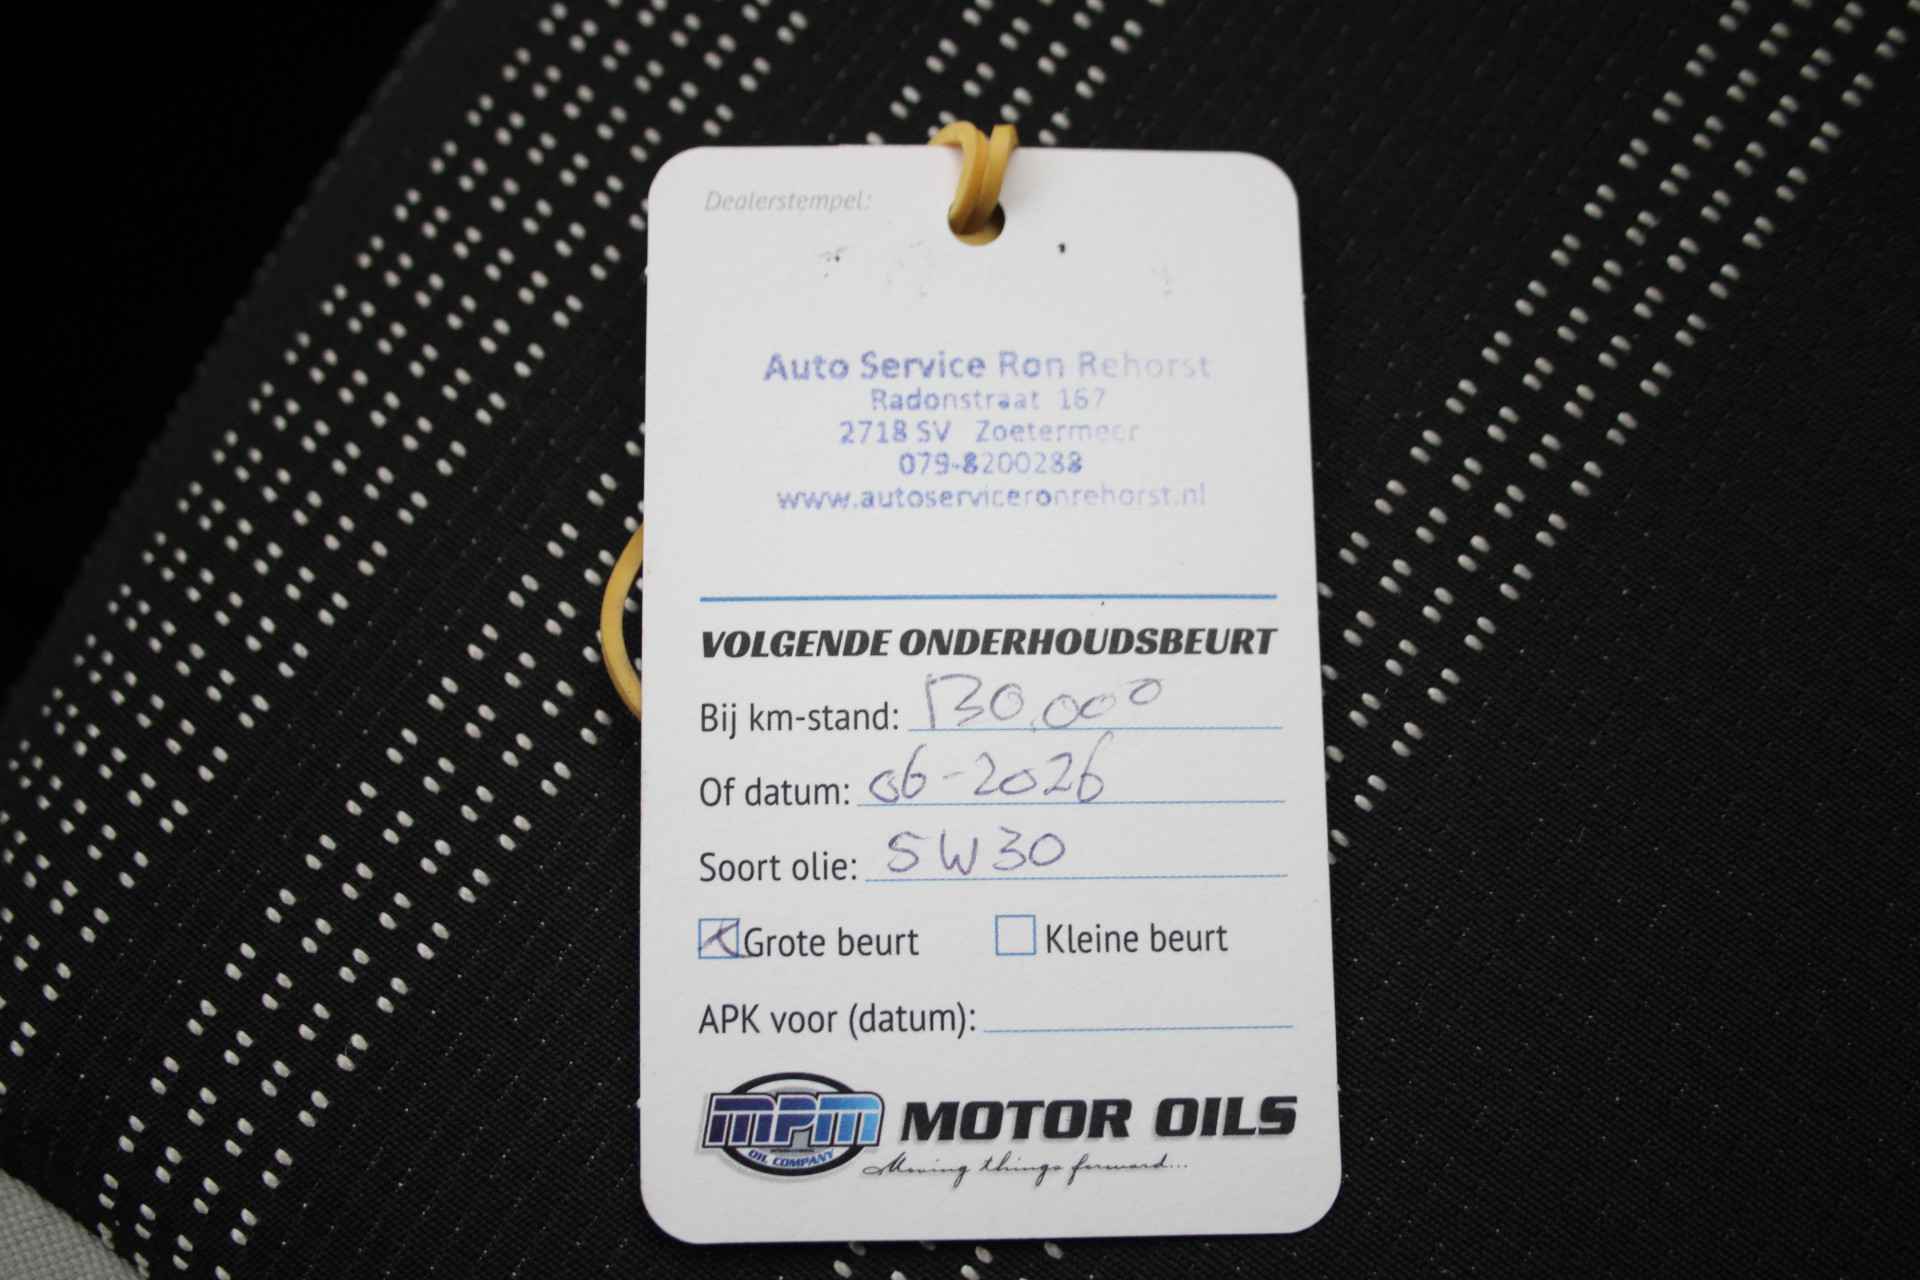 Dealerstempel:
Auto Service Ron Rehorst
Radonstraat 167
2718 SV Zoetermeer
079-8200288
www.autoserviceronrehorst.nl
VOLGENDE ONDERHOUDSBEURT
Bij km-stand: 130.000
Of datum: 06-2026
Soort olie: 5W30
Grote beurt Kleine beurt
APK voor (datum):
MPM MOTOR OILS
OIL COMPANY
Moving things forward...